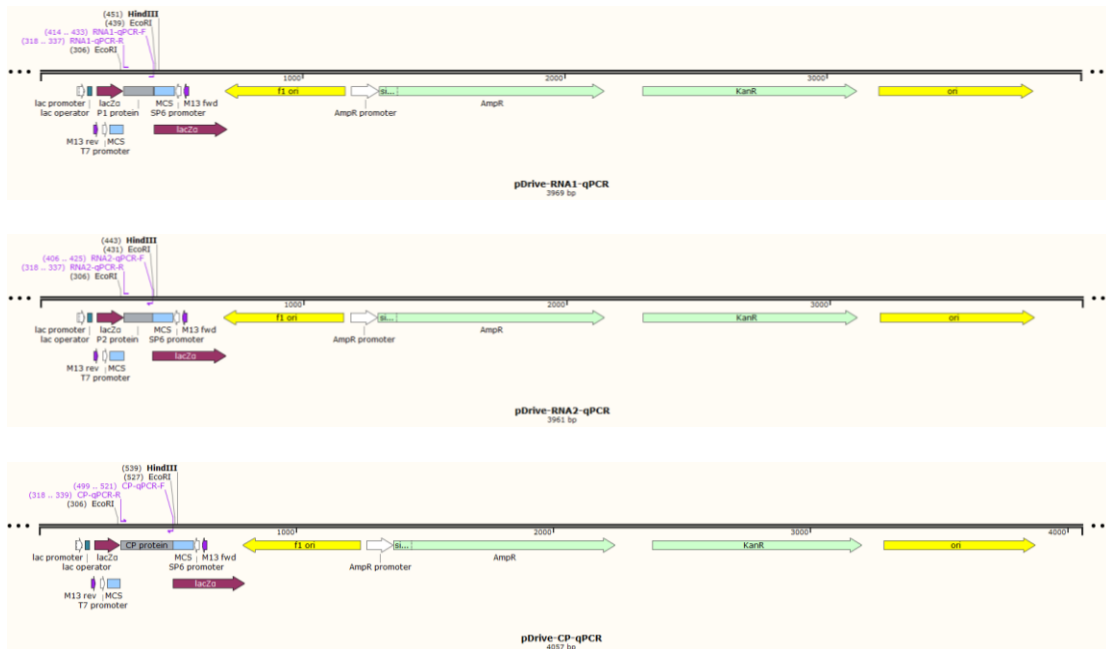 (451) HindIII
(439) EcoRI
(414 .. 433) RNA1-qPCR-F
(318 .. 337) RNA1-qPCR-R
(306) EcoRI
1000 2000 3000
f1 ori AmpR KanR ori
si...
lac promoter lacZα MCS M13 fwd AmpR promoter
lac operator P1 protein SP6 promoter
lacZα
M13 rev MCS
T7 promoter
pDrive-RNA1-qPCR
3969 bp
(443) HindIII
(431) EcoRI
(406 .. 425) RNA2-qPCR-F
(318 .. 337) RNA2-qPCR-R
(306) EcoRI
1000 2000 3000
f1 ori si... AmpR KanR ori
lac promoter lacZα MCS M13 fwd AmpR promoter
lac operator P2 protein SP6 promoter
lacZα
M13 rev MCS
T7 promoter
pDrive-RNA2-qPCR
3961 bp
(539) HindIII
(527) EcoRI
(499 .. 521) CP-qPCR-F
(318 .. 339) CP-qPCR-R
(306) EcoRI
1000 2000 3000 4000
CP protein f1 ori si... KanR ori
lac promoter lacZα MCS M13 fwd AmpR promoter AmpR
lac operator SP6 promoter
lacZα
M13 rev MCS
T7 promoter
pDrive-CP-qPCR
4057 bp